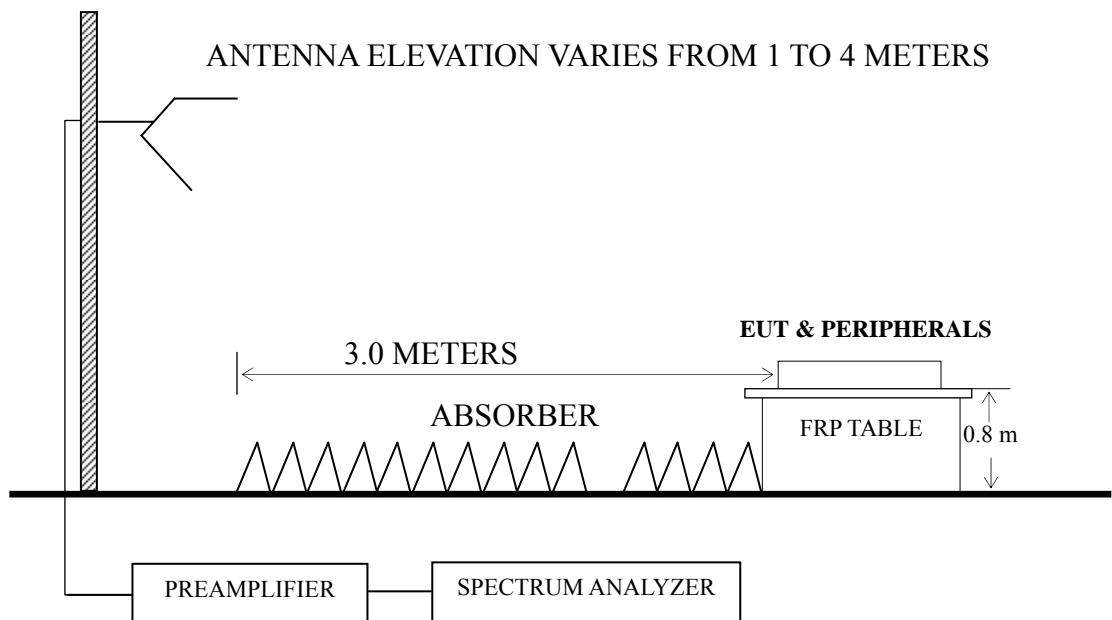 ANTENNA ELEVATION VARIES FROM 1 TO 4 METERS
EUT & PERIPHERALS
3.0 METERS
ABSORBER
FRP TABLE
0.8 m
PREAMPLIFIER
SPECTRUM ANALYZER